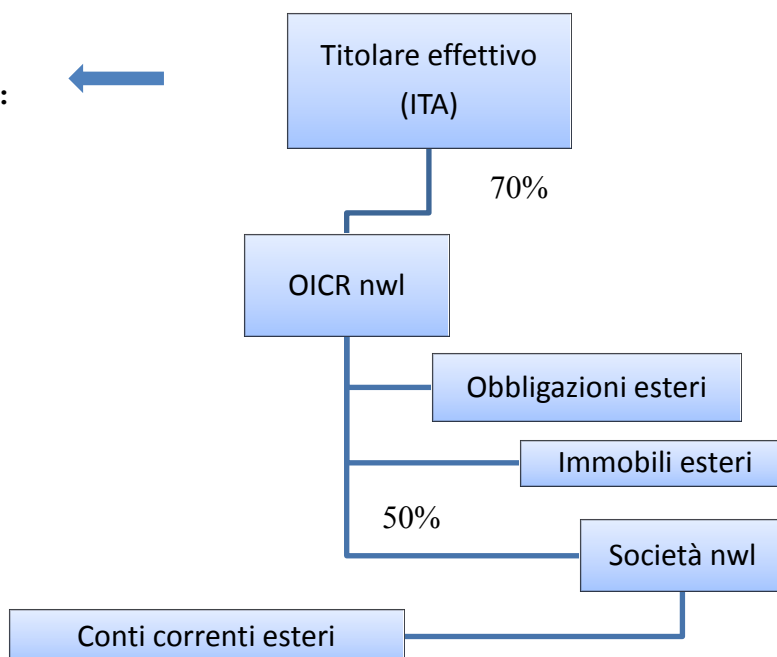 :
Titolare effettivo
(ITA)
70%
OICR nwl
Obbligazioni esteri
Immobili esteri
50%
Società nwl
Conti correnti esteri